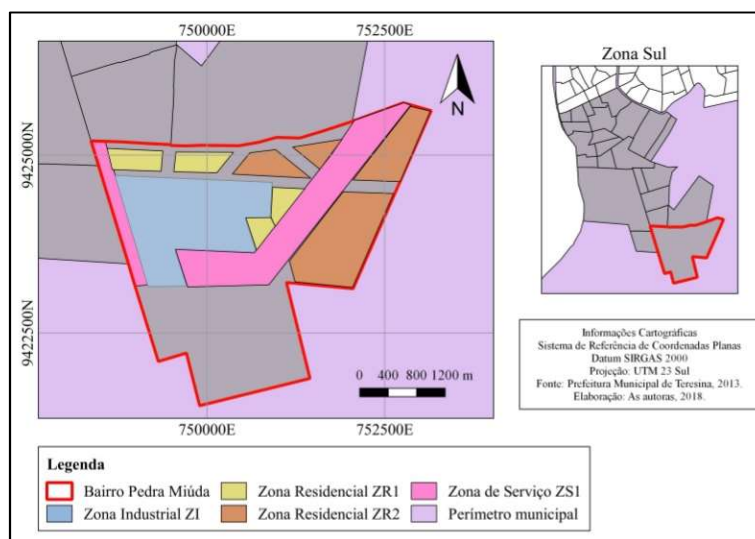 750000E
752500E
9425000N
9422500N
N
0 400 800 1200 m
750000E
752500E
Zona Sul
Informações Cartográficas
Sistema de Referência de Coordenadas Planas
Datum SIRGAS 2000
Projeção: UTM 23 Sul
Fonte: Prefeitura Municipal de Teresina, 2013.
Elaboração: As autoras, 2018.
Legenda
Bairro Pedra Miúda
Zona Residencial ZR1
Zona de Serviço ZS1
Zona Industrial ZI
Zona Residencial ZR2
Perímetro municipal